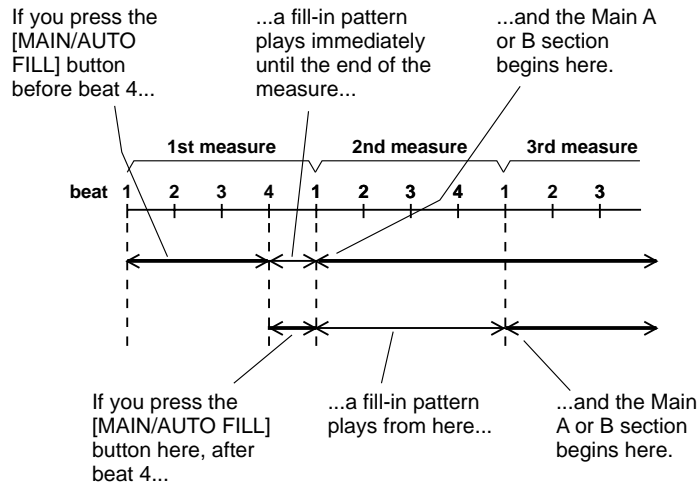 If you press the
[MAIN/AUTO
FILL] button
before beat 4...
...a fill-in pattern
plays immediately
until the end of the
measure...
...and the Main A
or B section
begins here.
1st measure 2nd measure 3rd measure
beat 1 2 3 4 1 2 3 4 1 2 3
If you press the
[MAIN/AUTO FILL]
button here, after
beat 4...
...a fill-in pattern
plays from here...
...and the Main
A or B section
begins here.